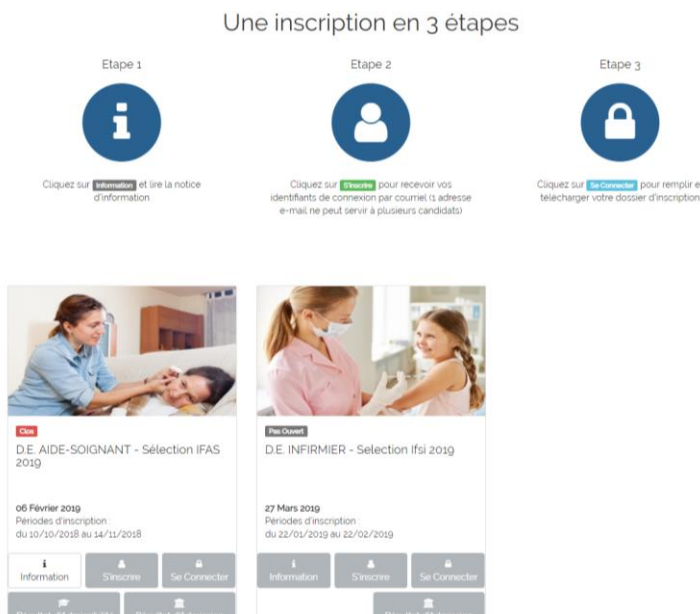 Une inscription en 3 étapes
Etape 1
Cliquez sur Information et lire la notice
d'information
Etape 2
Cliquez sur S'inscrire pour recevoir vos
identifiants de connexion par courriel (1 adresse
e-mail ne peut servir à plusieurs candidats)
Etape 3
Cliquez sur Se Connecter pour remplir e
télécharger votre dossier d'inscription
Clos
D.E. AIDE-SOIGNANT - Sélection IFAS
2019
06 Février 2019
Périodes d'inscription :
du 10/10/2018 au 14/11/2018
Information
S'inscrire
Se Connecter
Pas Ouvert
D.E. INFIRMIER - Selection Ifsi 2019
27 Mars 2019
Périodes d'inscription :
du 22/01/2019 au 22/02/2019
Information
S'inscrire
Se Connecter